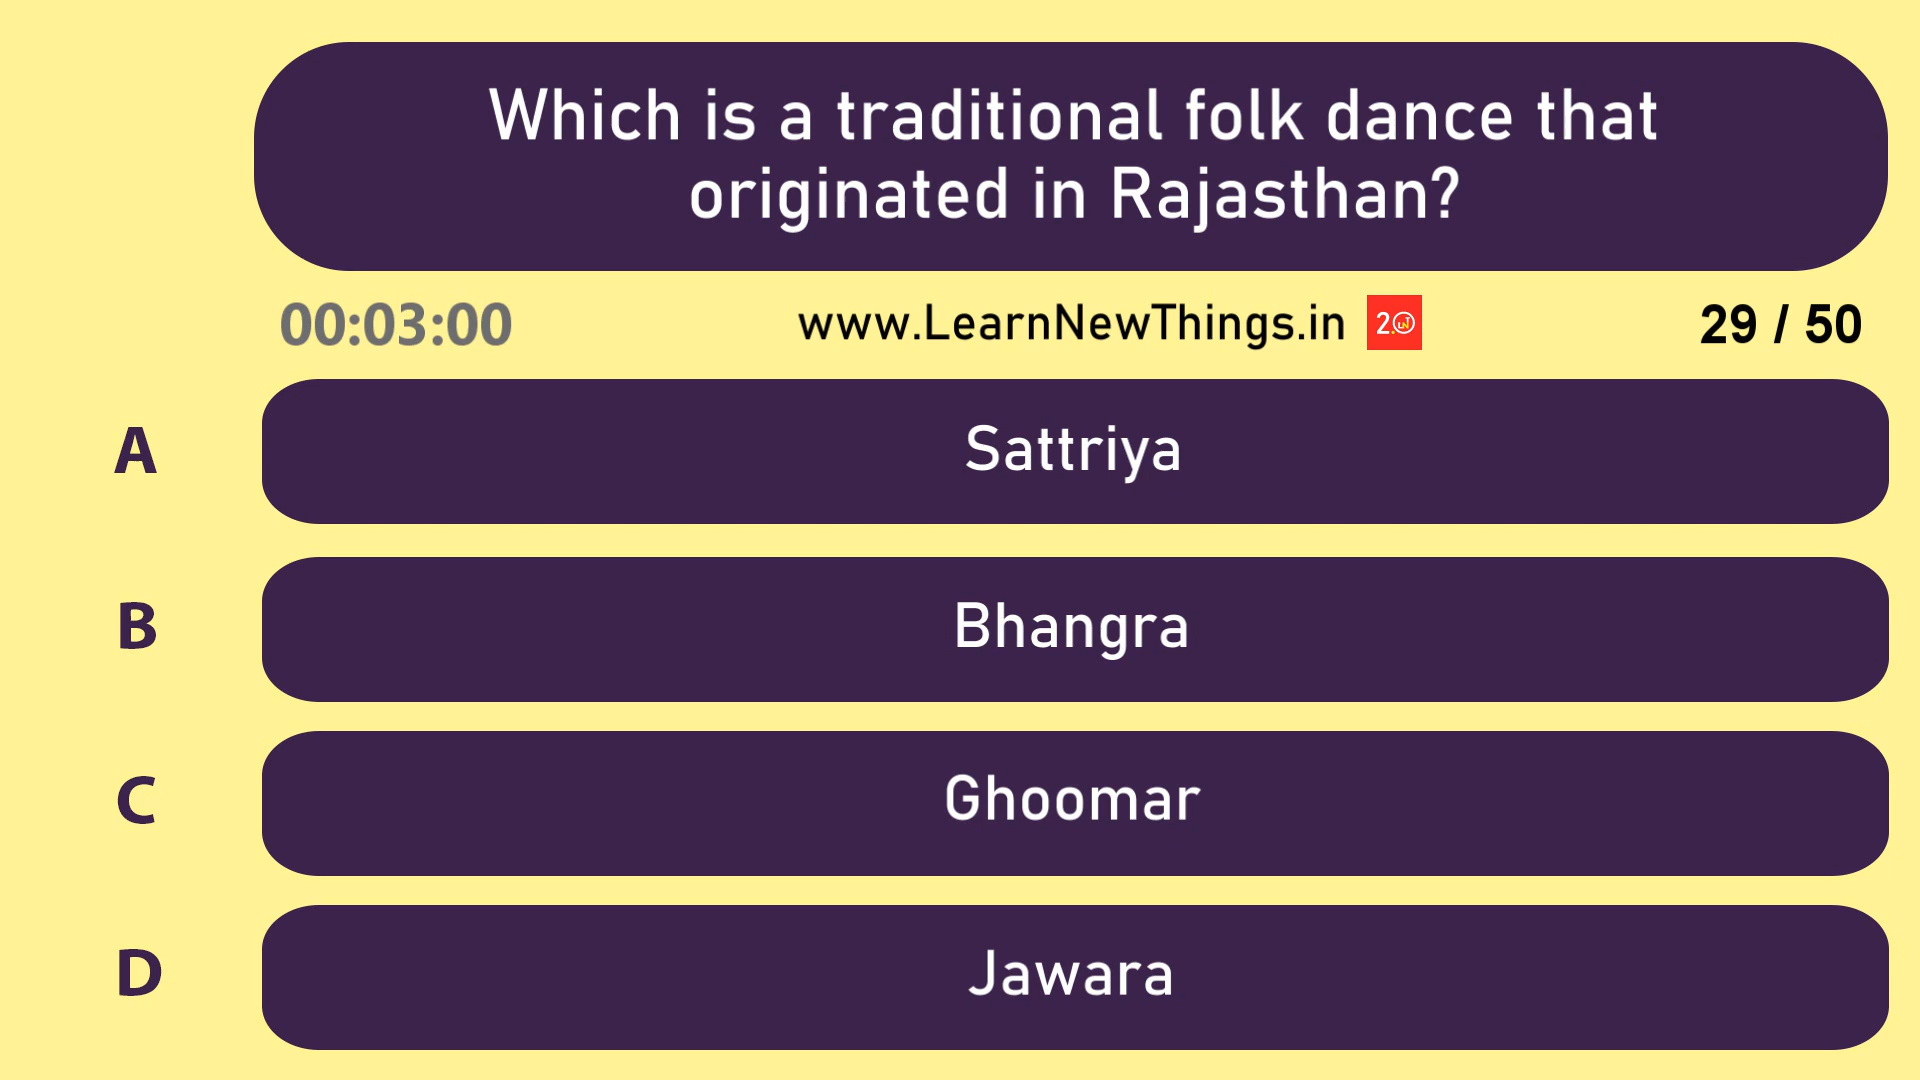 Which is a traditional folk dance that
originated in Rajasthan?
00:03:00
www.LearnNewThings.in
29 / 50
A
Sattriya
B
Bhangra
C
Ghoomar
D
Jawara